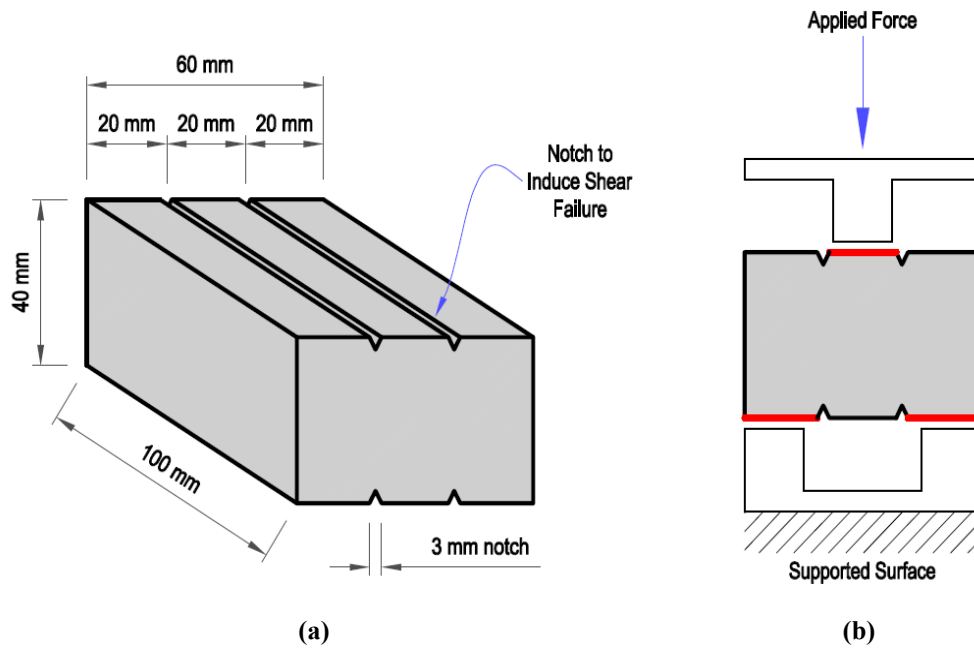 60 mm
20 mm
20 mm
20 mm
Notch to
Induce Shear
Failure
40 mm
100 mm
3 mm notch
(a)
Applied Force
Supported Surface
(b)